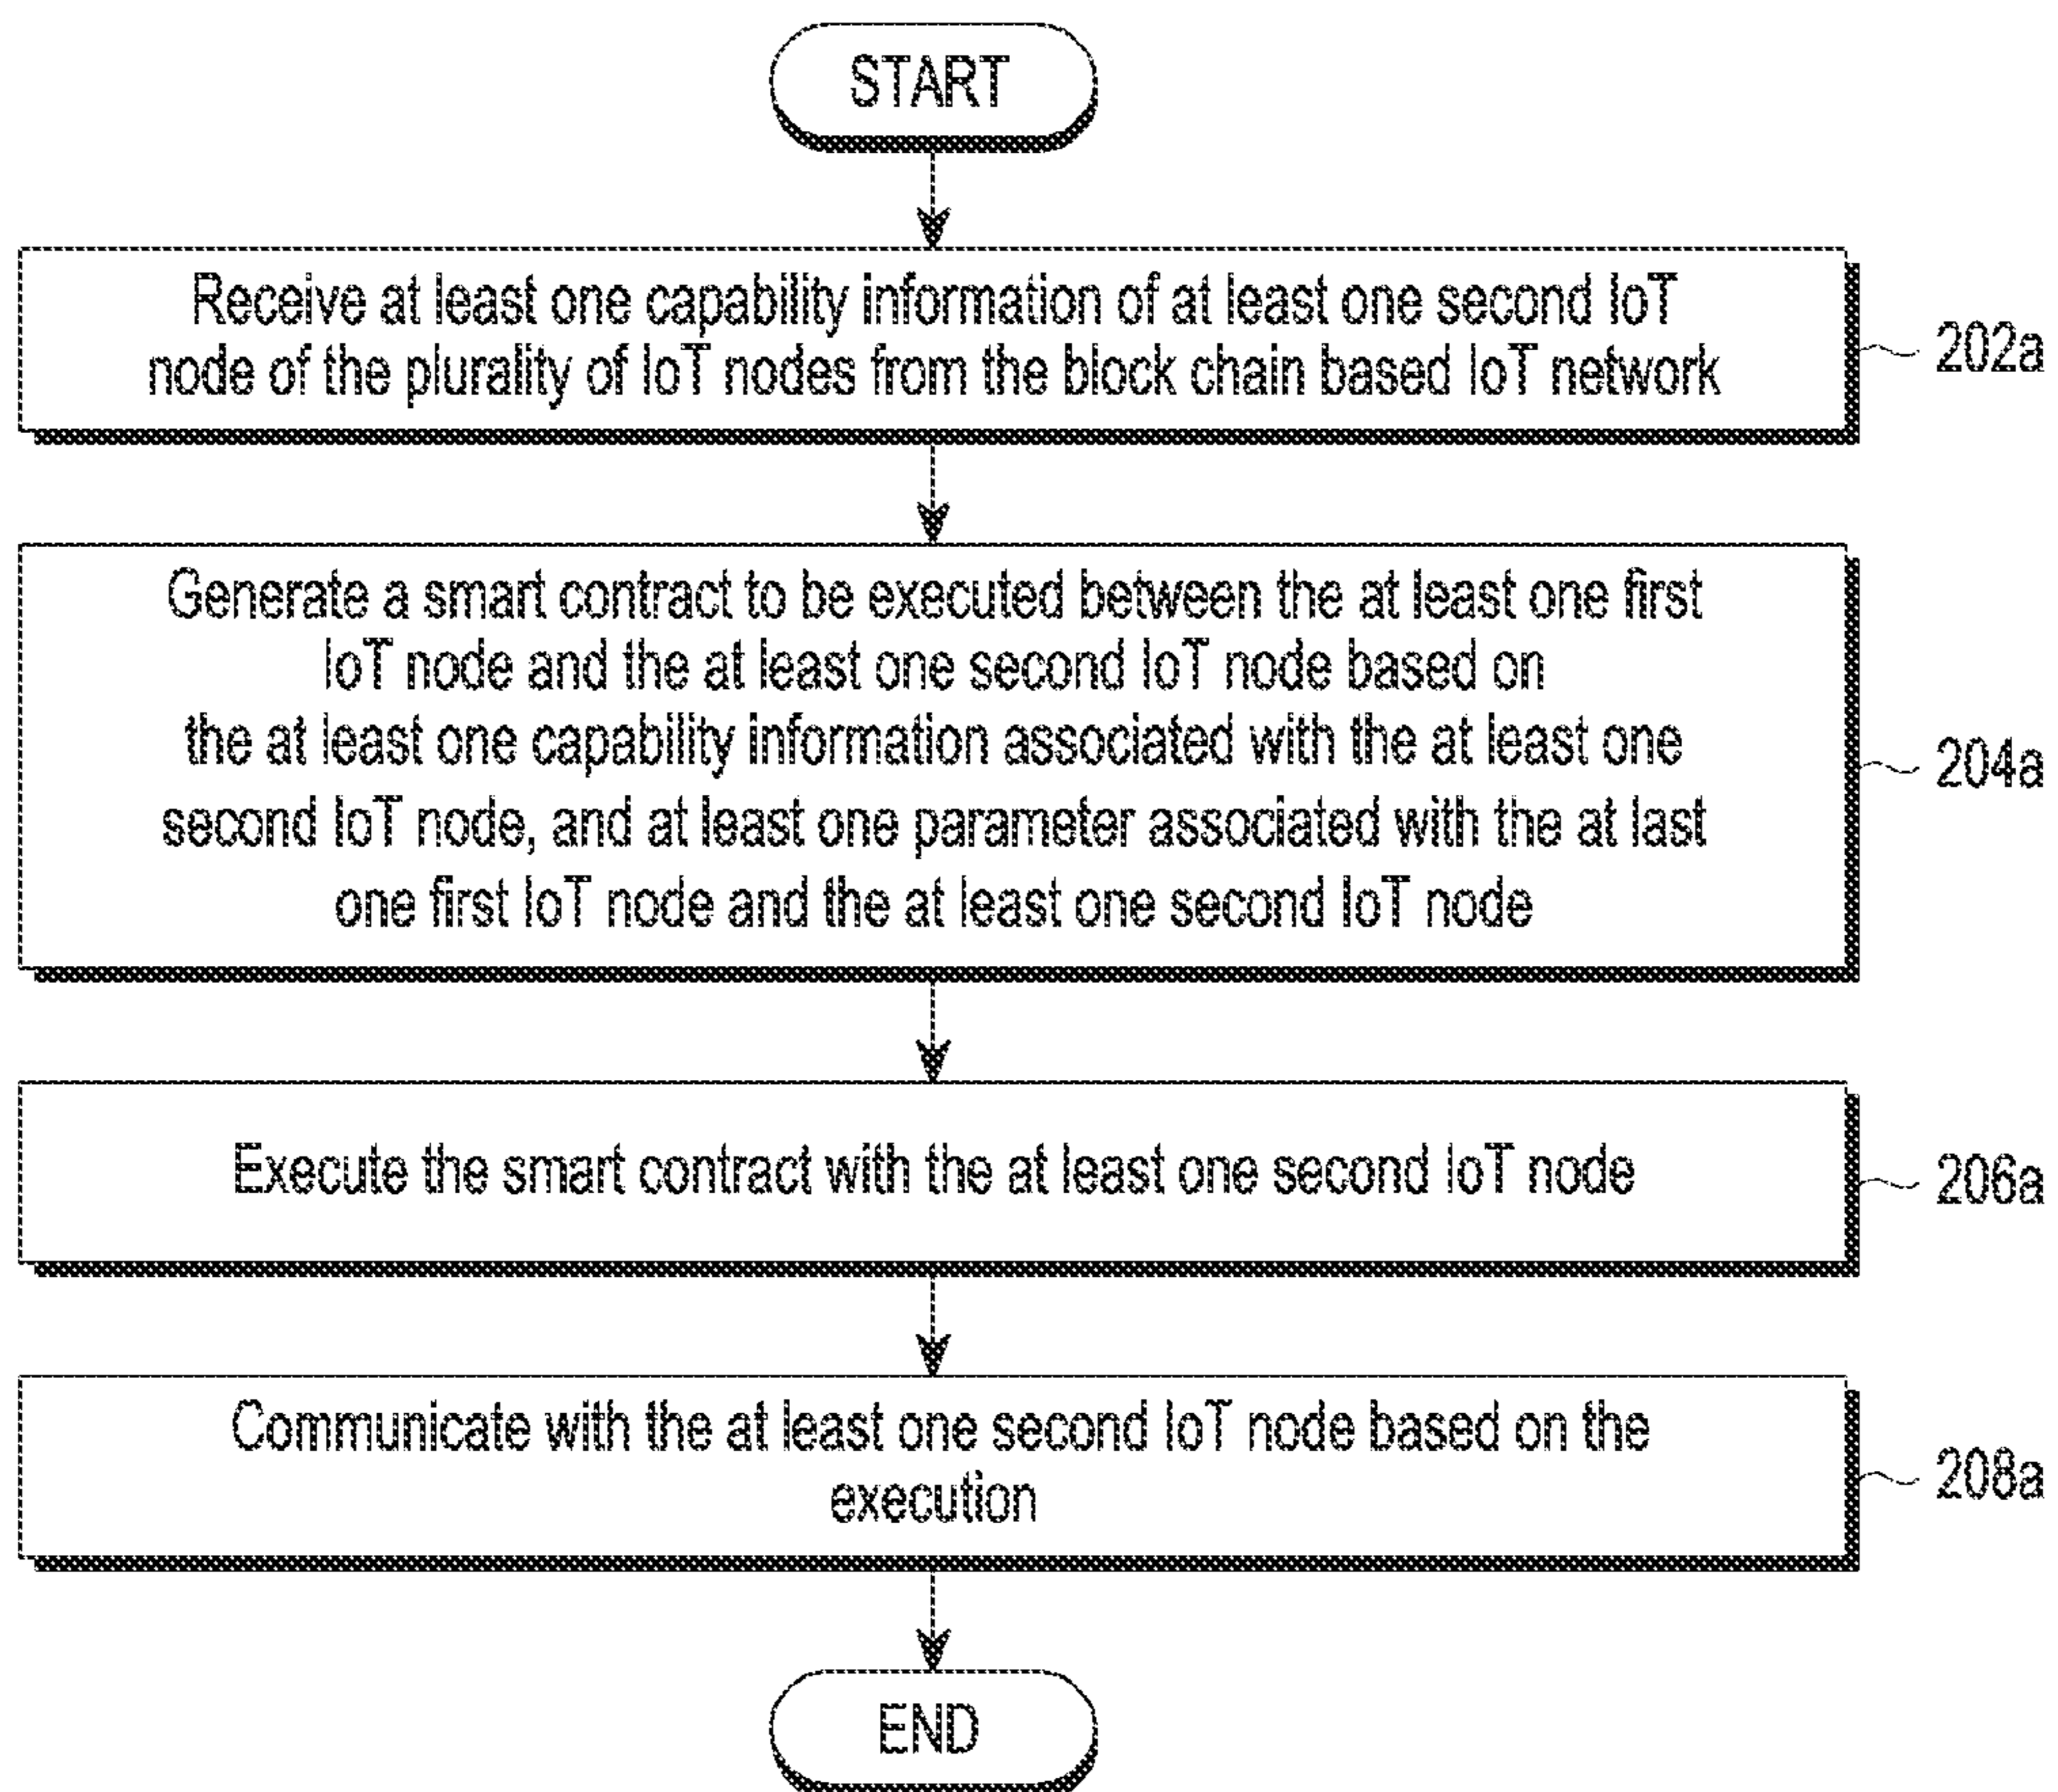 START
Receive at least one capability information of at least one second IoT
node of the plurality of IoT nodes from the block chain based IoT network
202a
Generate a smart contract to be executed between the at least one first
IoT node and the at least one second IoT node based on
the at least one capability information associated with the at least one
second IoT node, and at least one parameter associated with the at last
one first IoT node and the at least one second IoT node
204a
Execute the smart contract with the at least one second IoT node
206a
Communicate with the at least one second IoT node based on the
execution
208a
END